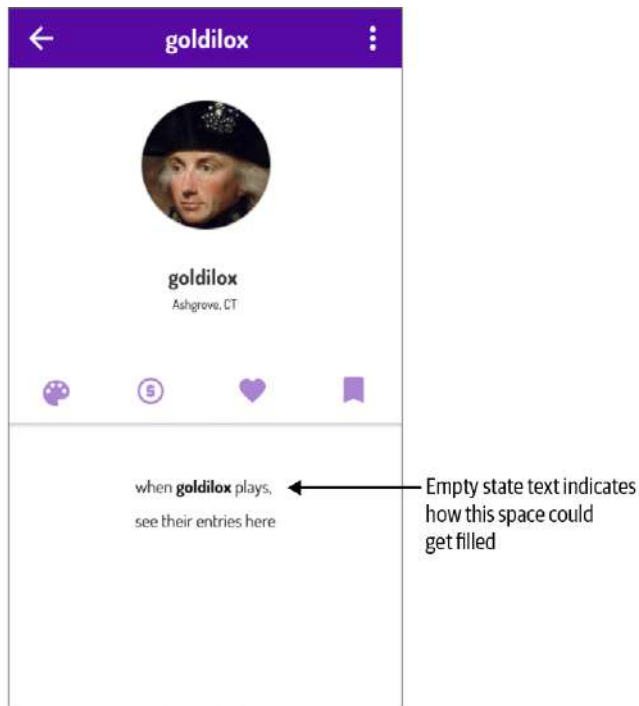 goldilox
goldilox
Ashgrove, CT
when goldilox plays,
see their entries here
Empty state text indicates
how this space could
get filled